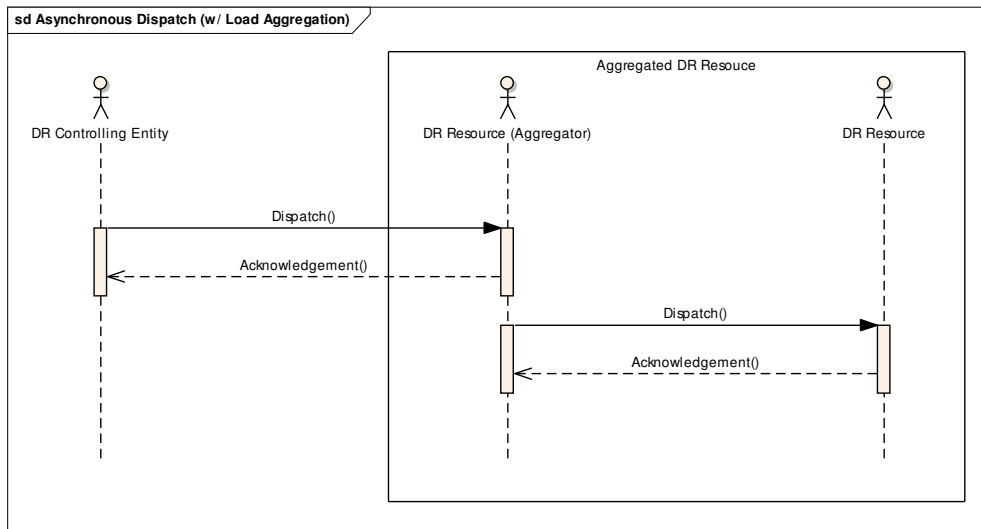 sd Asynchronous Dispatch (w/ Load Aggregation)
Aggregated DR Resouce
DR Controlling Entity
DR Resource (Aggregator)
DR Resource
Dispatch()
Acknowledgement()
Dispatch()
Acknowledgement()